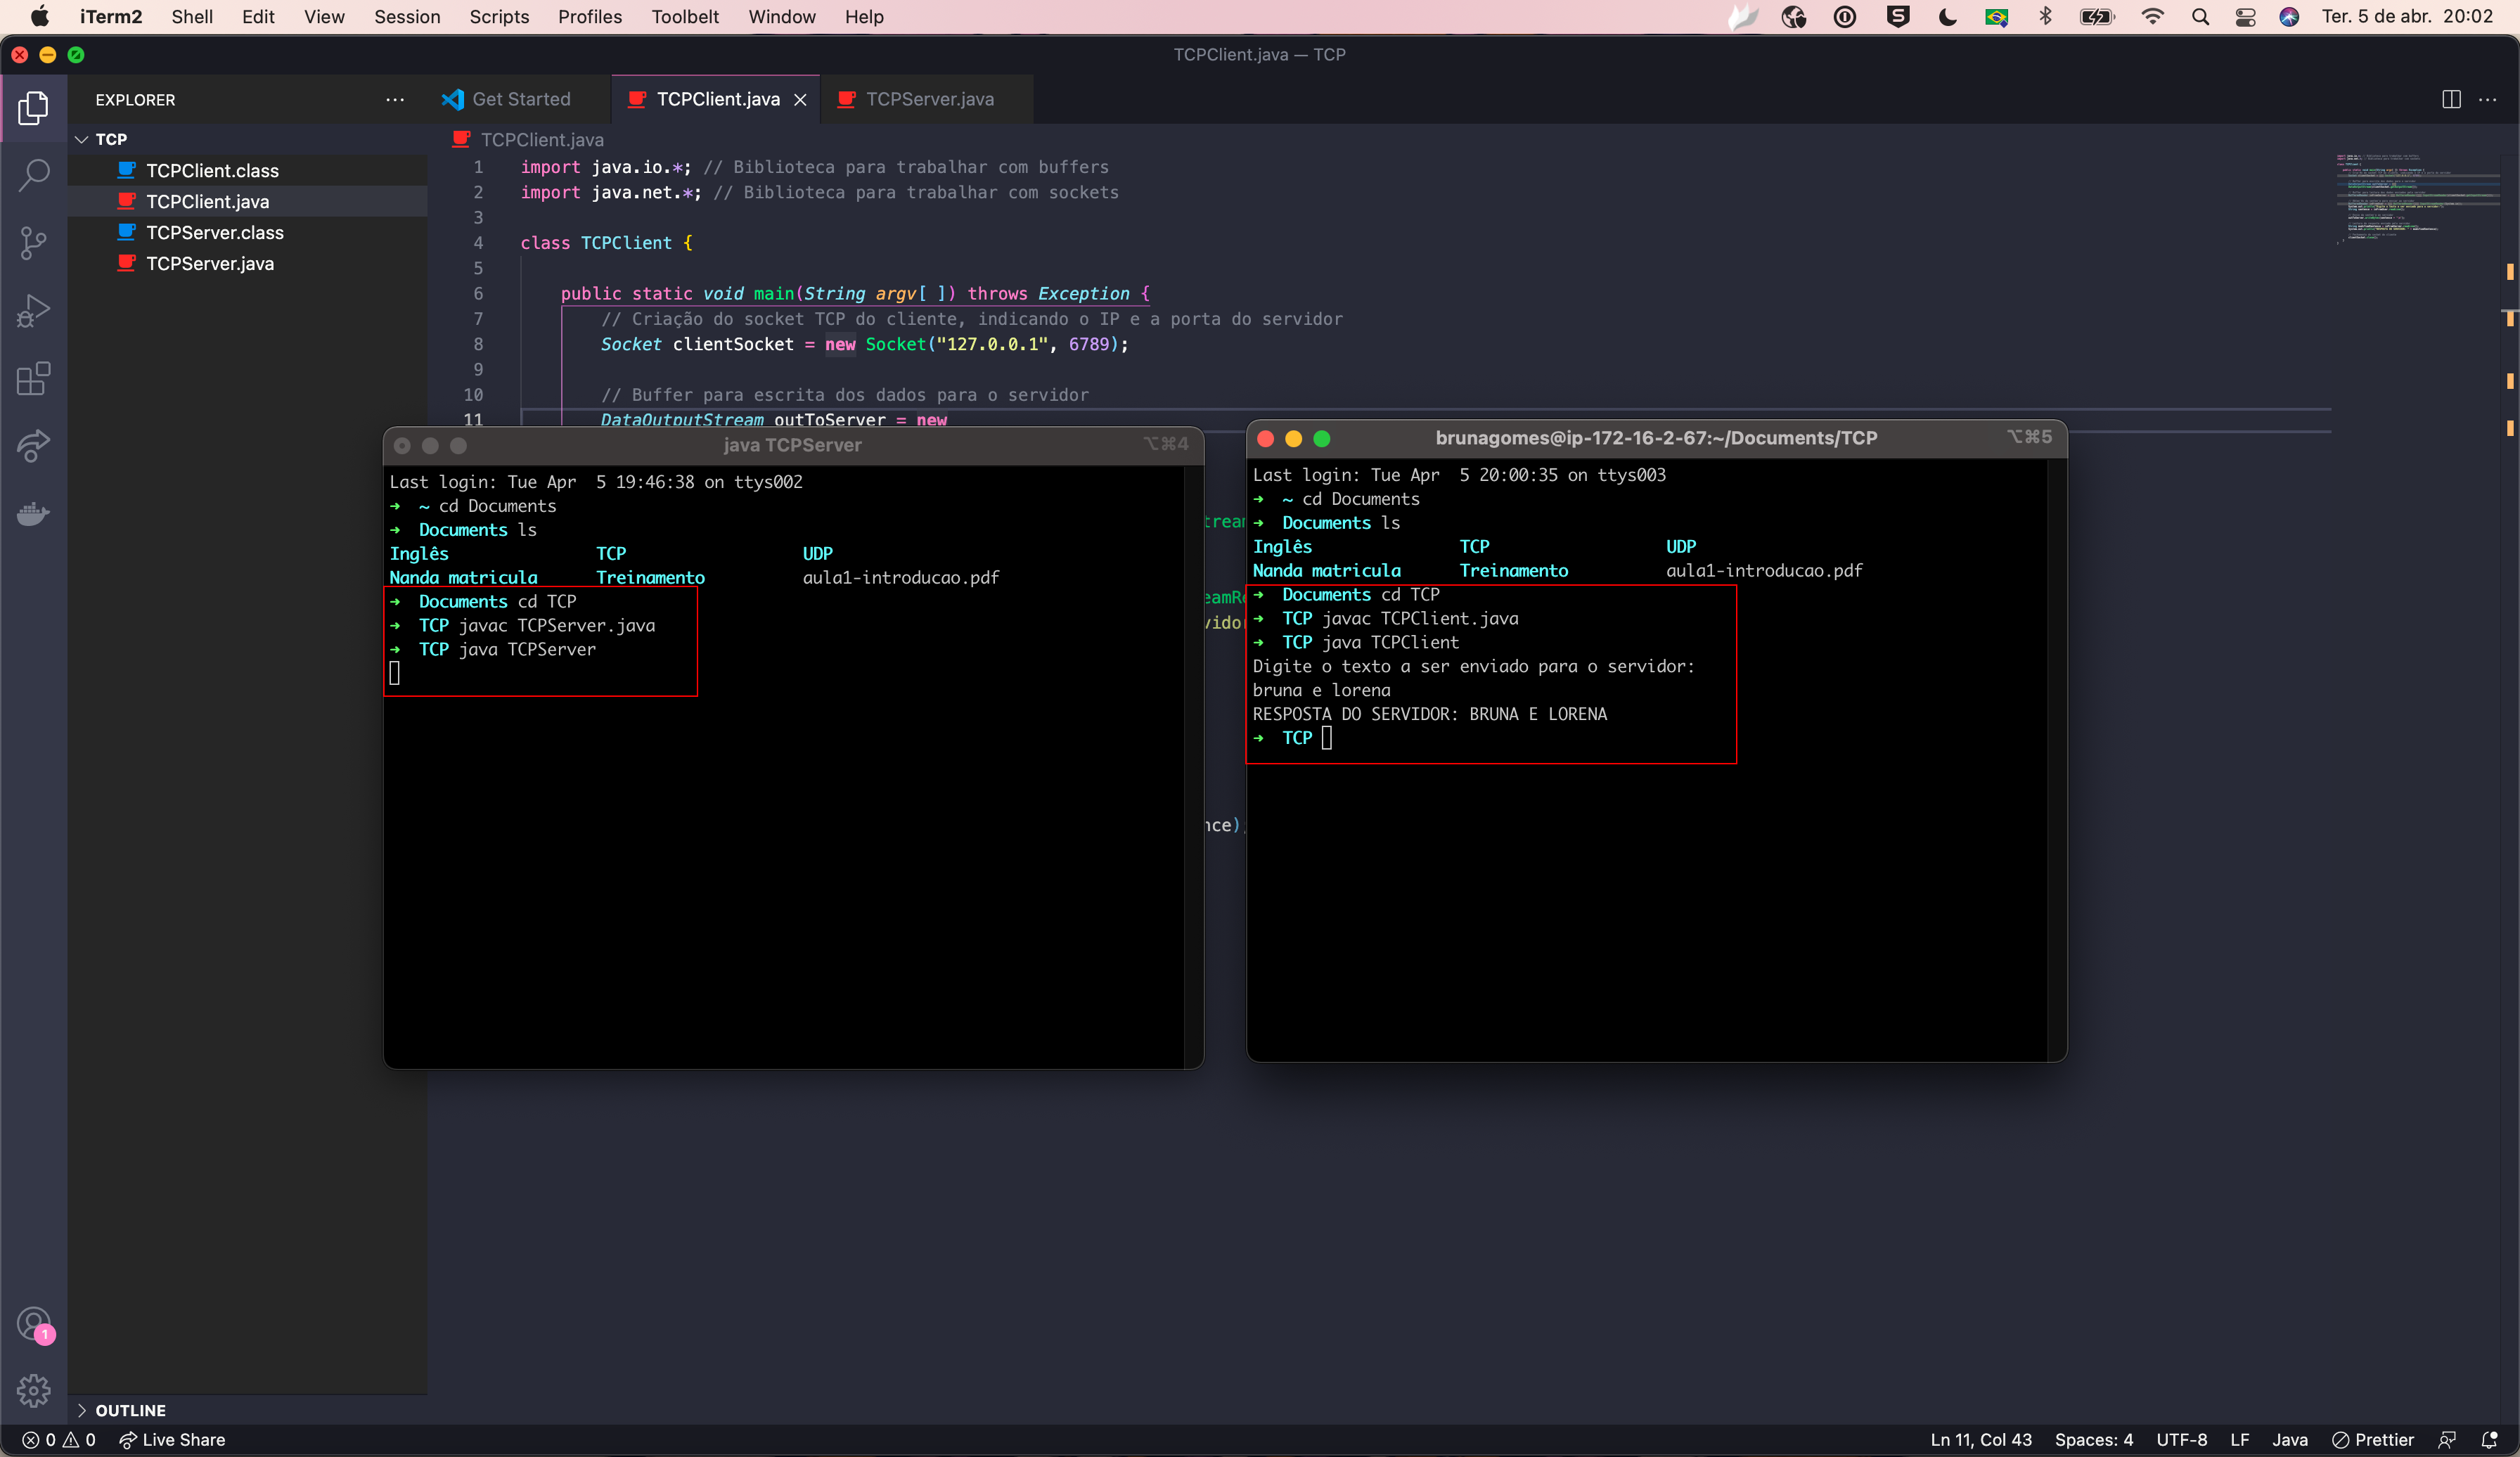 iTerm2 Shell Edit View Session Scripts Profiles Toolbelt Window Help
Ter. 5 de abr. 20:02
TCPClient.java — TCP
EXPLORER
Get Started
TCPClient.java
TCPServer.java
TCP
TCPClient.class
TCPClient.java
TCPServer.class
TCPServer.java
TCPClient.java
1 import java.io.*; // Biblioteca para trabalhar com buffers
2 import java.net.*; // Biblioteca para trabalhar com sockets
3
4 class TCPClient {
5
6 public static void main(String argv[ ]) throws Exception {
7 // Criação do socket TCP do cliente, indicando o IP e a porta do servidor
8 Socket clientSocket = new Socket("127.0.0.1", 6789);
9
10 // Buffer para escrita dos dados para o servidor
11 DataOutputStream outToServer = new
java TCPServer
⌥⌘4
Last login: Tue Apr  5 19:46:38 on ttys002
➜ ~ cd Documents
➜ Documents ls
Inglês TCP UDP
Nanda matricula Treinamento aula1-introducao.pdf
➜ Documents cd TCP
➜ TCP javac TCPServer.java
➜ TCP java TCPServer
brunagomes@ip-172-16-2-67:~/Documents/TCP
⌥⌘5
Last login: Tue Apr  5 20:00:35 on ttys003
➜ ~ cd Documents
➜ Documents ls
Inglês TCP UDP
Nanda matricula Treinamento aula1-introducao.pdf
➜ Documents cd TCP
➜ TCP javac TCPClient.java
➜ TCP java TCPClient
Digite o texto a ser enviado para o servidor:
bruna e lorena
RESPOSTA DO SERVIDOR: BRUNA E LORENA
➜ TCP
nce)
1
OUTLINE
0 0 Live Share
Ln 11, Col 43 Spaces: 4 UTF-8 LF Java Prettier